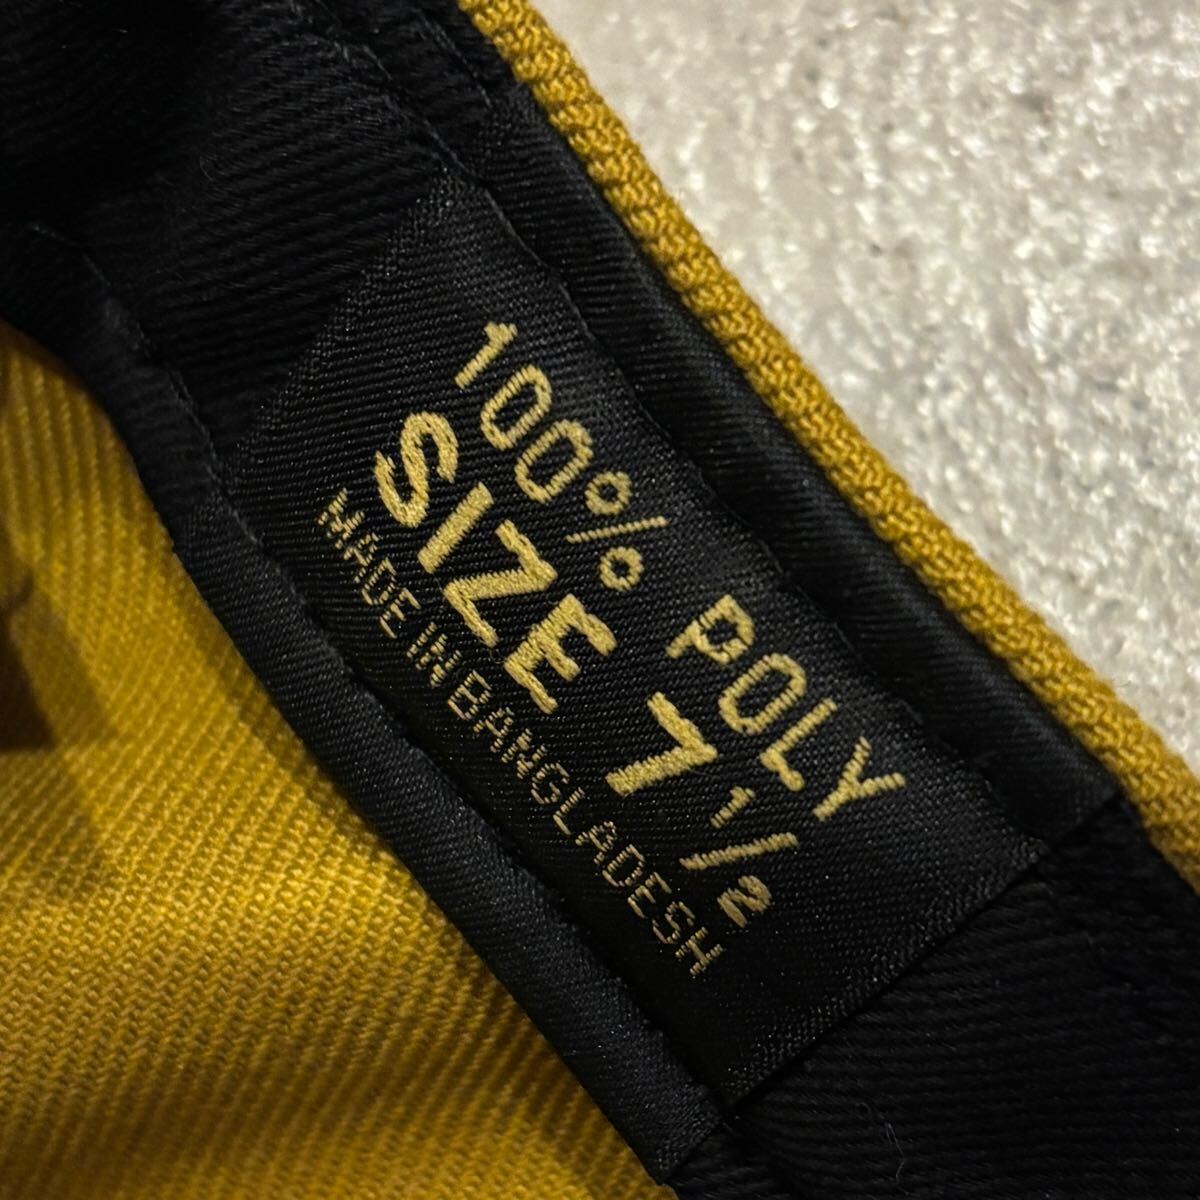 100% POLY
SIZE 7 1/2
MADE IN BANGLADESH